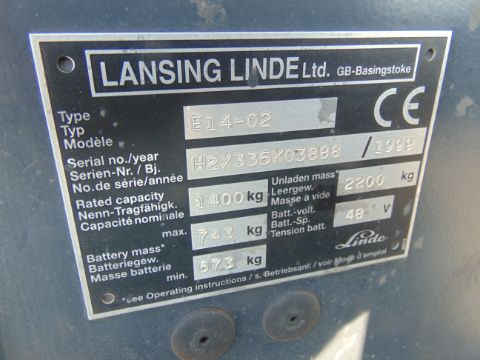 LANSING LINDE Ltd. GB-Basingstoke
Type
Typ E14-02
Modèle
CE
Serial no./year
Serien-Nr./ Bj. H2X335K03888 / 1999
No. de série/année
Rated capacity
Nenn-Tragfähigk. 1400 kg
Capacité nominale
Unladen mass*
Leergew. 2200 kg
Masse à vide
max. 743 kg
Battery mass*
Batteriegew.
Masse batterie min. 673 kg
Batt.-volt.
Batt.-Sp. 48 V
Tension batt.
Linde
*see Operating instructions / s. Betriebsanl. / voir Mode d'emploi